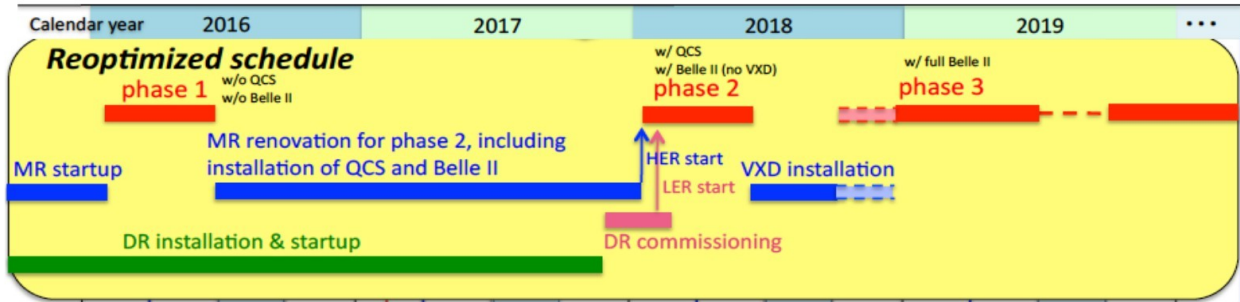 Calendar year 2016 2017 2018 2019 ...
Reoptimized schedule
phase 1
w/o QCS
w/o Belle II
w/ QCS
w/ Belle II (no VXD)
phase 2
w/ full Belle II
phase 3
MR startup
MR renovation for phase 2, including
installation of QCS and Belle II
HER start
LER start
VXD installation
DR installation & startup
DR commissioning